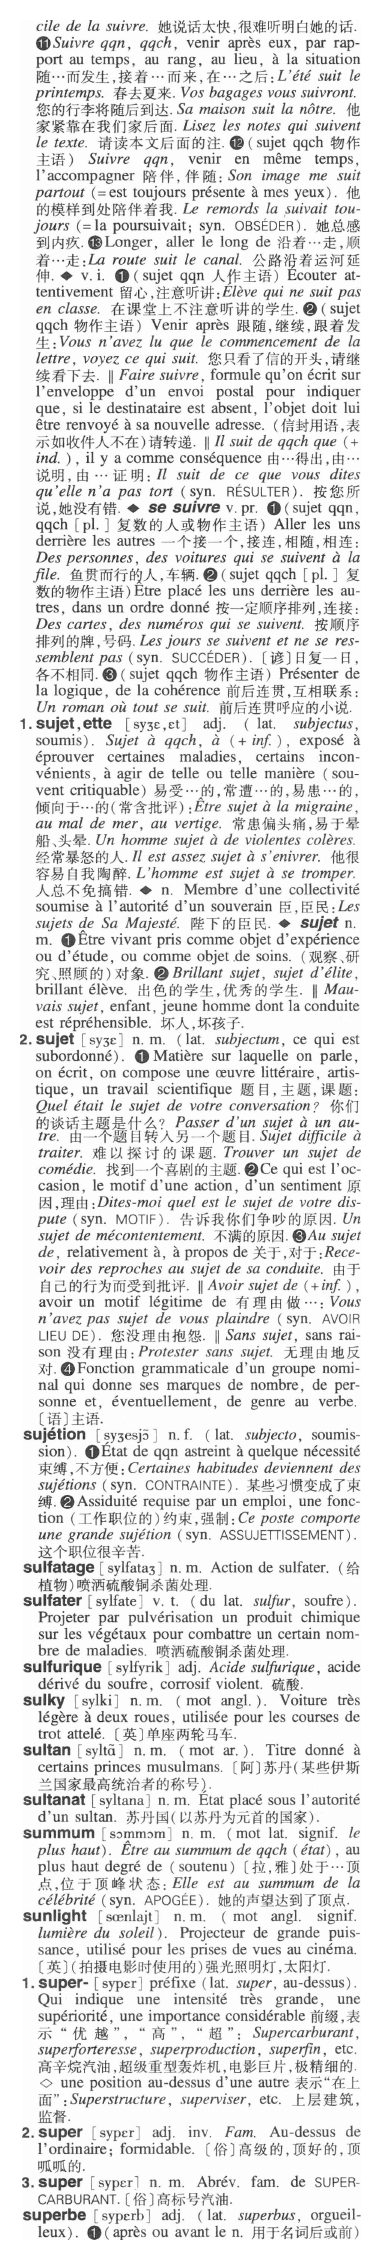 cile de la suivre. 她说话太快,很难听明白她的话.
⓫Suivre qqn, qqch, venir après eux, par rap-
port au temps, au rang, au lieu, à la situation
随…而发生,接着…而来,在…之后:L'été suit le
printemps. 春去夏来. Vos bagages vous suivront.
您的行李将随后到达. Sa maison suit la nôtre. 他
家紧靠在我们家后面. Lisez les notes qui suivent
le texte. 请读本文后面的注. ⓬(sujet qqch 物作
主语) Suivre qqn, venir en même temps,
l'accompagner 陪伴,伴随: Son image me suit
partout (=est toujours présente à mes yeux). 他
的模样到处陪伴着我. Le remords la suivait tou-
jours (=la poursuivait; syn. OBSÉDER). 她总感
到内疚. ⓭Longer, aller le long de 沿着…走,顺
着…走:La route suit le canal. 公路沿着运河延
伸. ◆ v. i. ❶(sujet qqn 人作主语) Ecouter at-
tentivement 留心,注意听讲:Élève qui ne suit pas
en classe. 在课堂上不注意听讲的学生. ❷(sujet
qqch 物作主语) Venir après 跟随,继续,跟着发
生:Vous n'avez lu que le commencement de la
lettre, voyez ce qui suit. 您只看了信的开头,请继
续看下去. ‖ Faire suivre, formule qu'on écrit sur
l'enveloppe d'un envoi postal pour indiquer
que, si le destinataire est absent, l'objet doit lui
être renvoyé à sa nouvelle adresse. (信封用语,表
示如收件人不在)请转递. ‖ Il suit de qqch que (+
ind. ), il y a comme conséquence 由…得出,由…
说明,由…证明: Il suit de ce que vous dites
qu'elle n'a pas tort (syn. RÉSULTER). 按您所
说,她没有错. ◆ se suivre v. pr. ❶(sujet qqn,
qqch [pl.] 复数的人或物作主语) Aller les uns
derrière les autres 一个接一个,接连,相随,相连:
Des personnes, des voitures qui se suivent à la
file. 鱼贯而行的人,车辆. ❷(sujet qqch [pl.] 复
数的物作主语)Être placé les uns derrière les au-
tres, dans un ordre donné 按一定顺序排列,连接:
Des cartes, des numéros qui se suivent. 按顺序
排列的牌,号码. Les jours se suivent et ne se res-
semblent pas (syn. SUCCÉDER). 〔谚〕日复一日,
各不相同. ❸(sujet qqch 物作主语) Présenter de
la logique, de la cohérence 前后连贯,互相联系:
Un roman où tout se suit. 前后连贯呼应的小说.
1. sujet,ette [syʒɛ,ɛt] adj. ( lat. subjectus,
soumis). Sujet à qqch, à (+ inf. ), exposé à
éprouver certaines maladies, certains incon-
vénients, à agir de telle ou telle manière (sou-
vent critiquable) 易受…的,常遭…的,易患…的,
倾向于…的(常含批评):Être sujet à la migraine,
au mal de mer, au vertige. 常患偏头痛,易于晕
船、头晕. Un homme sujet à de violentes colères.
经常暴怒的人. Il est assez sujet à s'enivrer. 他很
容易自我陶醉. L'homme est sujet à se tromper.
人总不免搞错. ◆ n. Membre d'une collectivité
soumise à l'autorité d'un souverain 臣,臣民:Les
sujets de Sa Majesté. 陛下的臣民. ◆ sujet n.
m. ❶Être vivant pris comme objet d'expérience
ou d'étude, ou comme objet de soins. (观察、研
究、照顾的)对象. ❷Brillant sujet, sujet d'élite,
brillant élève. 出色的学生,优秀的学生. ‖ Mau-
vais sujet, enfant, jeune homme dont la conduite
est répréhensible. 坏人,坏孩子.
2. sujet [syʒɛ] n. m. (lat. subjectum, ce qui est
subordonné). ❶ Matière sur laquelle on parle,
on écrit, on compose une œuvre littéraire, artis-
tique, un travail scientifique 题目,主题,课题:
Quel était le sujet de votre conversation? 你们
的谈话主题是什么? Passer d'un sujet à un au-
tre. 由一个题目转入另一个题目. Sujet difficile à
traiter. 难以探讨的课题. Trouver un sujet de
comédie. 找到一个喜剧的主题. ❷Ce qui est l'oc-
casion, le motif d'une action, d'un sentiment 原
因,理由:Dites-moi quel est le sujet de votre dis-
pute (syn. MOTIF). 告诉我你们争吵的原因. Un
sujet de mécontentement. 不满的原因. ❸Au sujet
de, relativement à, à propos de 关于,对于:Rece-
voir des reproches au sujet de sa conduite. 由于
自己的行为而受到批评. ‖ Avoir sujet de (+inf. ),
avoir un motif légitime de 有理由做…: Vous
n'avez pas sujet de vous plaindre (syn. AVOIR
LIEU DE). 您没理由抱怨. ‖ Sans sujet, sans rai-
son 没有理由:Protester sans sujet. 无理由地反
对. ❹Fonction grammaticale d'un groupe nomi-
nal qui donne ses marques de nombre, de per-
sonne et, éventuellement, de genre au verbe.
〔语〕主语.
sujétion [syʒɛsjɔ̃] n. f. (lat. subjecto, soumis-
sion). ❶État de qqn astreint à quelque nécessité
束缚,不方便:Certaines habitudes deviennent des
sujétions (syn. CONTRAINTE). 某些习惯变成了束
缚. ❷Assiduité requise par un emploi, une fonc-
tion (工作职位的)约束,强制:Ce poste comporte
une grande sujétion (syn. ASSUJETTISSEMENT).
这个职位很辛苦.
sulfatage [sylfataʒ] n. m. Action de sulfater. (给
植物)喷洒硫酸铜杀菌处理.
sulfater [sylfate] v. t. (du lat. sulfur, soufre).
Projeter par pulvérisation un produit chimique
sur les végétaux pour combattre un certain nom-
bre de maladies. 喷洒硫酸铜杀菌处理.
sulfurique [sylfyrik] adj. Acide sulfurique, acide
dérivé du soufre, corrosif violent. 硫酸.
sulky [sylki] n. m. (mot angl. ). Voiture très
légère à deux roues, utilisée pour les courses de
trot attelé. 〔英〕单座两轮马车.
sultan [syltɑ̃] n. m. (mot ar. ). Titre donné à
certains princes musulmans. 〔阿〕苏丹(某些伊斯
兰国家最高统治者的称号).
sultanat [syltana] n. m. État placé sous l'autorité
d'un sultan. 苏丹国(以苏丹为元首的国家).
summum [sɔmmɔm] n. m. (mot lat. signif. le
plus haut). Être au summum de qqch (état), au
plus haut degré de (soutenu) 〔拉,雅〕处于…顶
点,位于顶峰状态: Elle est au summum de la
célébrité (syn. APOGÉE). 她的声望达到了顶点.
sunlight [sœnlajt] n. m. (mot angl. signif.
lumière du soleil). Projecteur de grande puis-
sance, utilisé pour les prises de vues au cinéma.
〔英〕(拍摄电影时使用的)强光照明灯,太阳灯.
1. super- [sypɛr] préfixe (lat. super, au-dessus).
Qui indique une intensité très grande, une
supériorité, une importance considérable 前缀,表
示“优越”,“高”,“超”: Supercarburant,
superforteresse, superproduction, superfin, etc.
高辛烷汽油,超级重型轰炸机,电影巨片,极精细的.
◇ une position au-dessus d'une autre 表示“在上
面”:Superstructure, superviser, etc. 上层建筑,
监督.
2. super [sypɛr] adj. inv. Fam. Au-dessus de
l'ordinaire; formidable. 〔俗〕高级的,顶好的,顶
呱呱的.
3. super [sypɛr] n. m. Abrév. fam. de SUPER-
CARBURANT. 〔俗〕高标号汽油.
superbe [sypɛrb] adj. (lat. superbus, orgueil-
leux). ❶(après ou avant le n. 用于名词后或前)